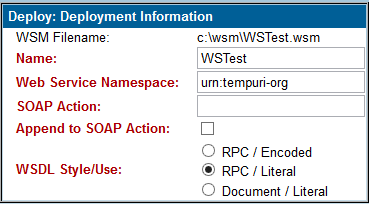 Deploy: Deployment Information
WSM Filename: c:\wsm\WSTest.wsm
Name: WSTest
Web Service Namespace: urn:tempuri-org
SOAP Action:
Append to SOAP Action:
RPC / Encoded
WSDL Style/Use: RPC / Literal
Document / Literal